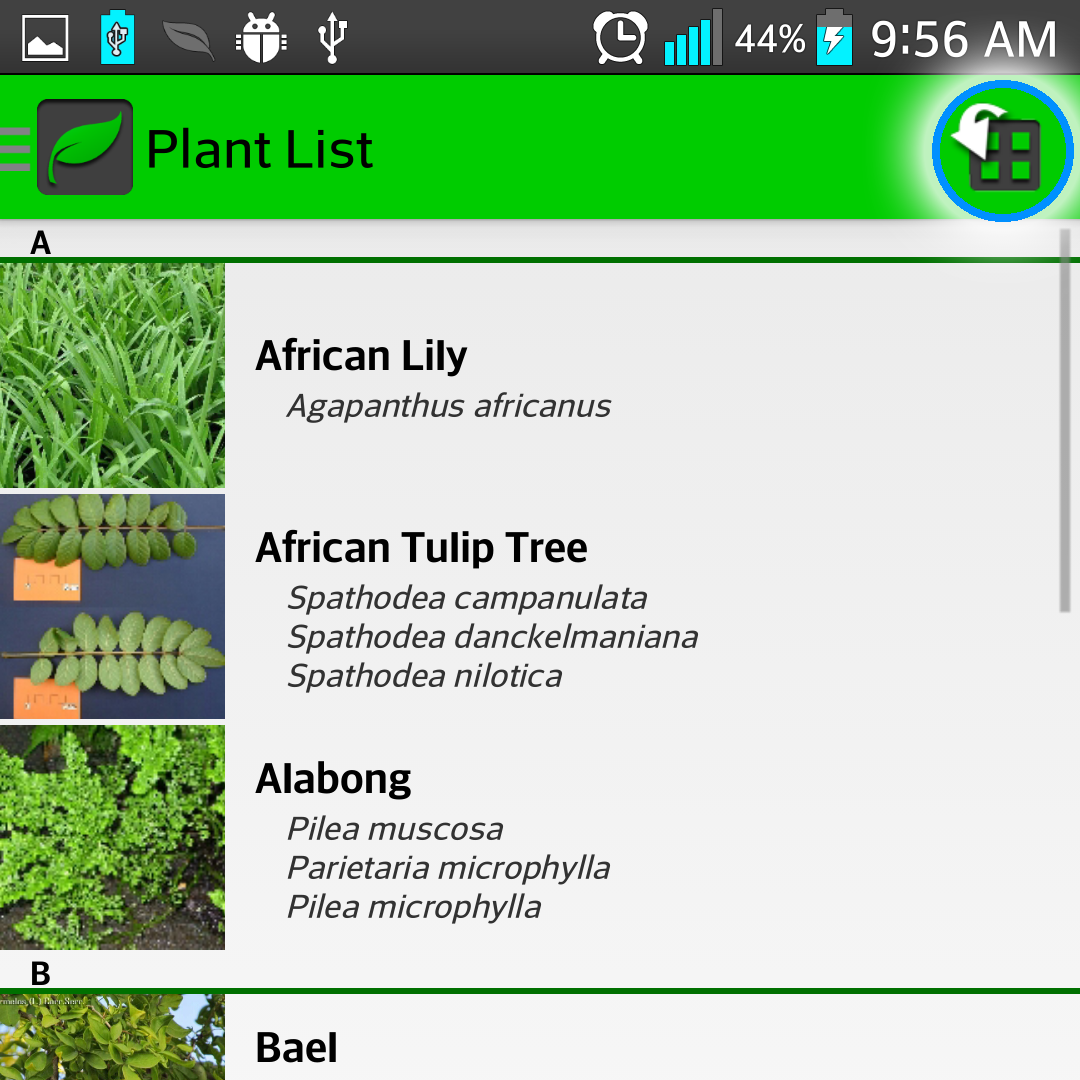 44% 9:56 AM
Plant List
A
African Lily
Agapanthus africanus
African Tulip Tree
Spathodea campanulata
Spathodea danckelmaniana
Spathodea nilotica
Alabong
Pilea muscosa
Parietaria microphylla
Pilea microphylla
B
Bael